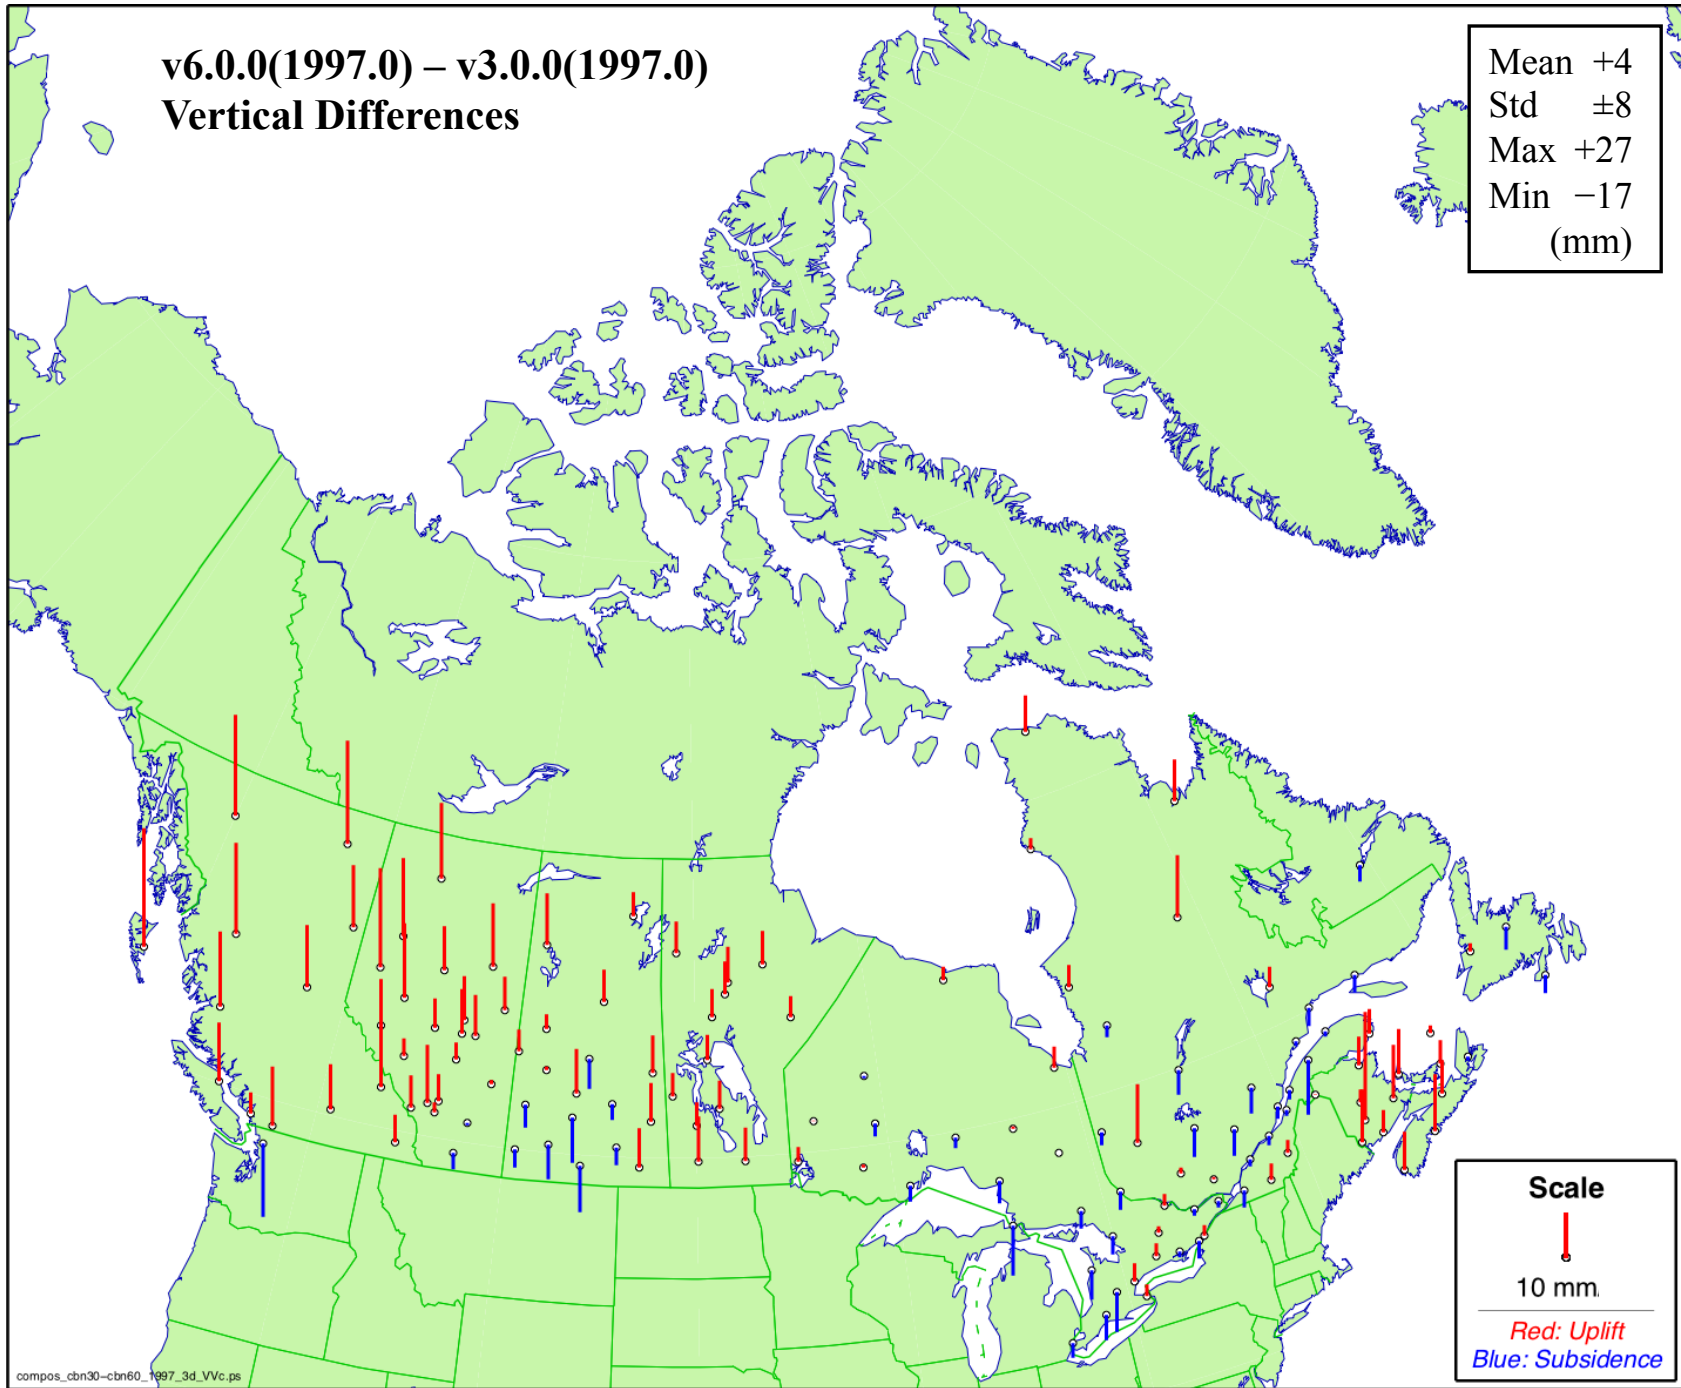 v6.0.0(1997.0) – v3.0.0(1997.0)
Vertical Differences
Mean +4
Std ±8
Max +27
Min −17
(mm)
Scale
10 mm
Red: Uplift
Blue: Subsidence
compos_cbn30–cbn60_1997_3d_VVc.ps